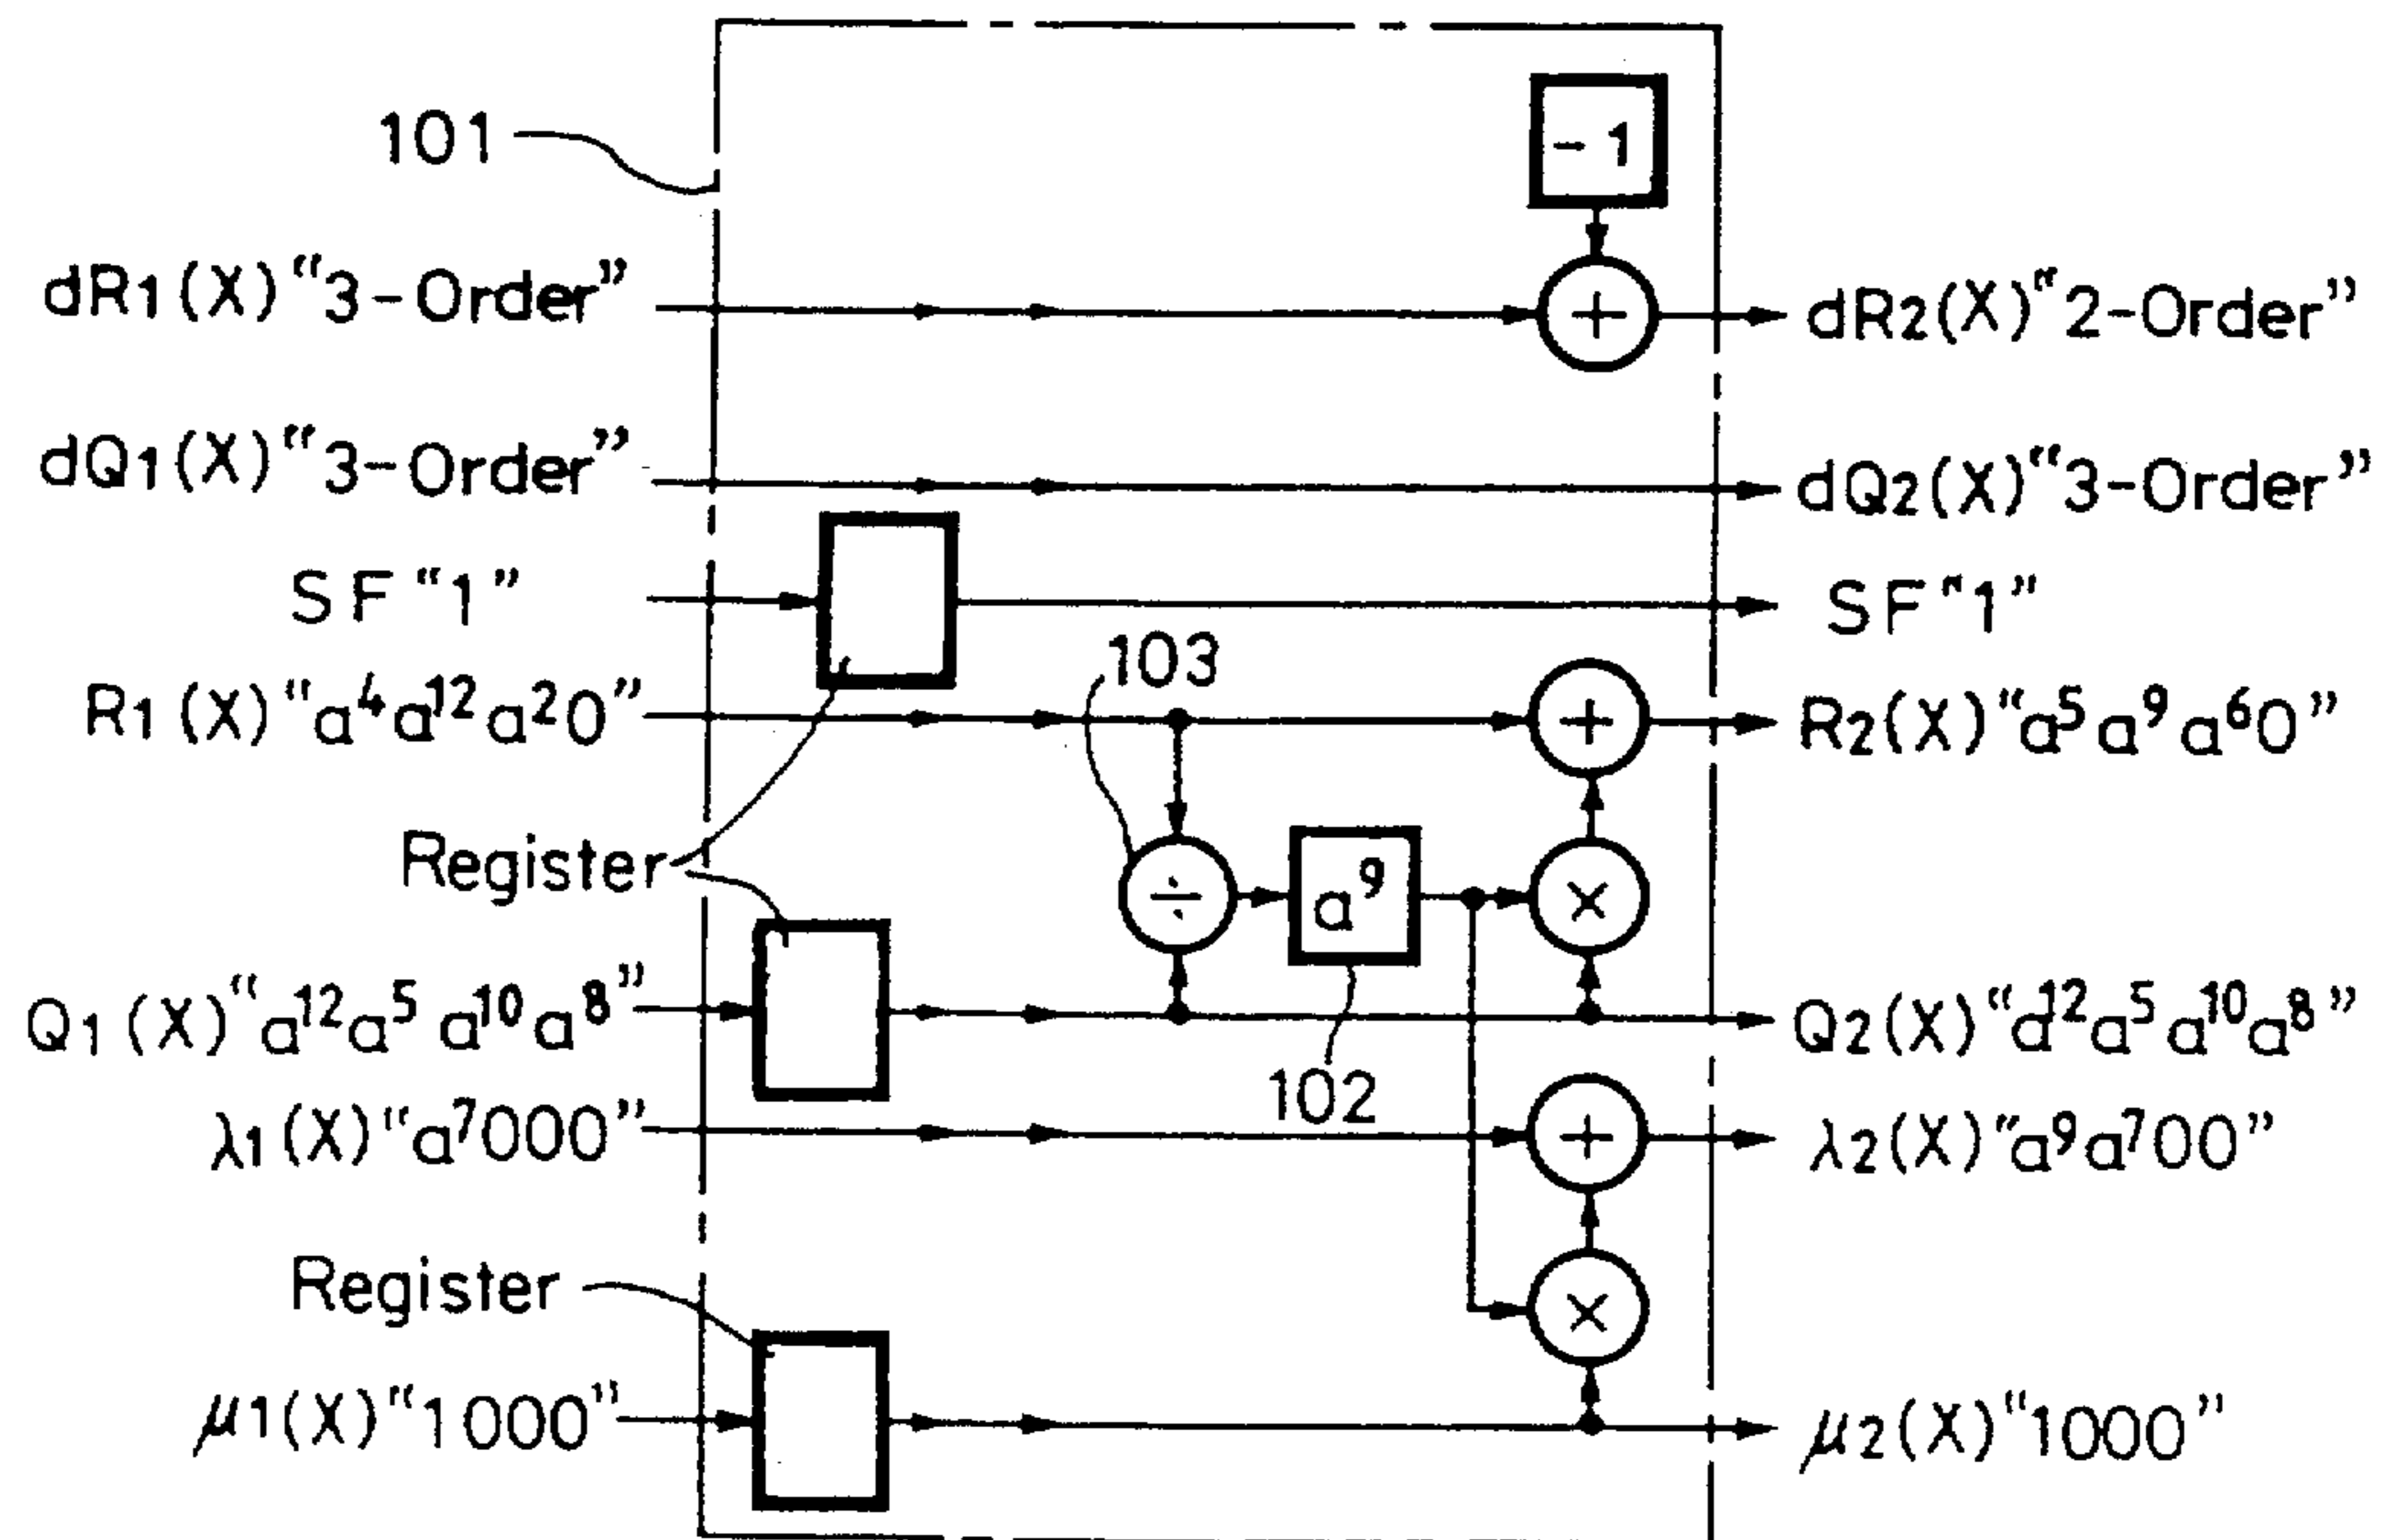 101
-1
dR1(X)“3-Order”
+
dR2(X)“2-Order”
dQ1(X)“3-Order”
dQ2(X)“3-Order”
SF“1”
SF“1”
103
R1(X)“a⁴a¹²a²0”
+
R2(X)“a⁵a⁹a⁶0”
Register
÷
a⁹
×
Q1(X)“a¹²a⁵a¹⁰a⁸”
Q2(X)“a¹²a⁵a¹⁰a⁸”
102
λ1(X)“a⁷000”
+
λ2(X)“a⁹a⁷00”
Register
×
μ1(X)“1000”
μ2(X)“1000”